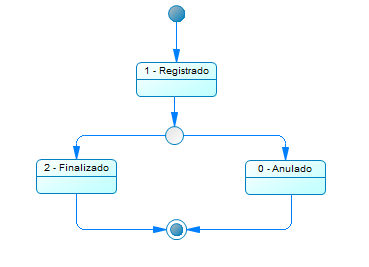 1 - Registrado
2 - Finalizado
0 - Anulado